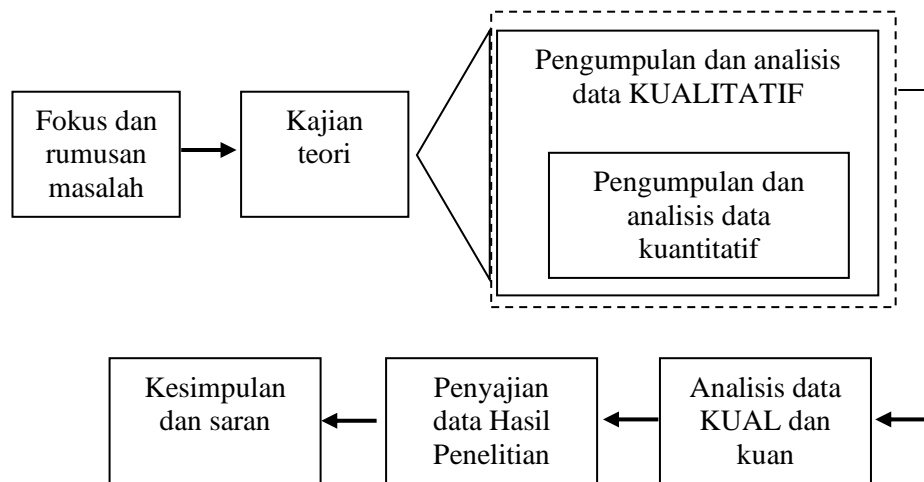 Fokus dan
rumusan
masalah
Kajian
teori
Pengumpulan dan analisis
data KUALITATIF
Pengumpulan dan
analisis data
kuantitatif
Analisis data
KUAL dan
kuan
Penyajian
data Hasil
Penelitian
Kesimpulan
dan saran